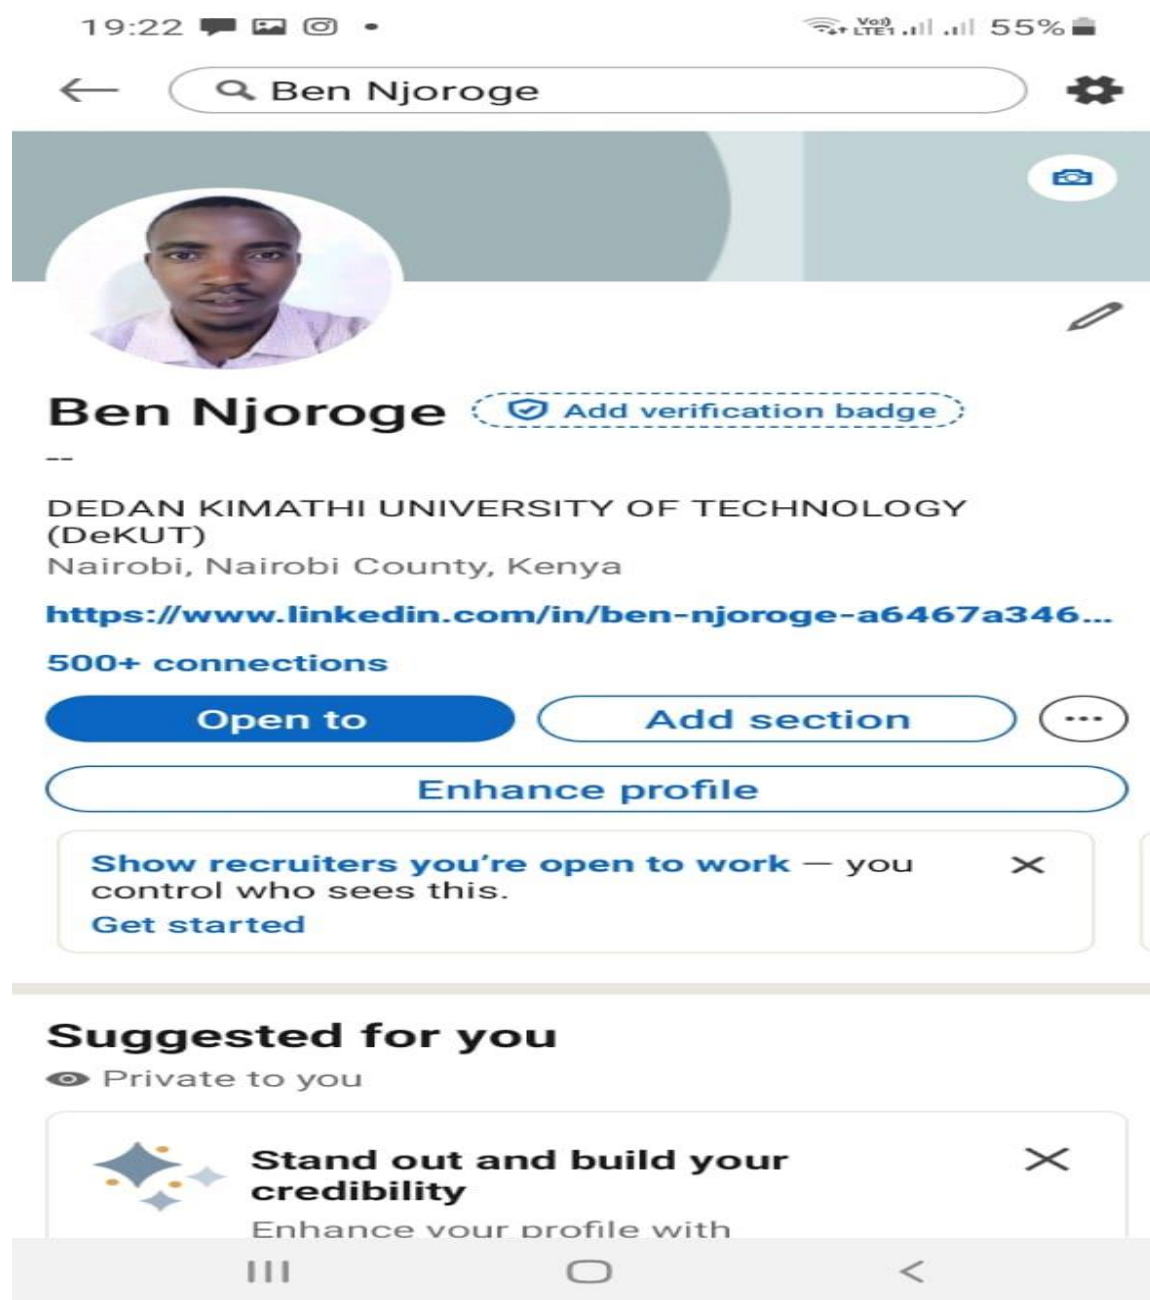 19:22
Vo)) LTE1 55%
Ben Njoroge
Ben Njoroge Add verification badge
--
DEDAN KIMATHI UNIVERSITY OF TECHNOLOGY
(DeKUT)
Nairobi, Nairobi County, Kenya
https://www.linkedin.com/in/ben-njoroge-a6467a346...
500+ connections
Open to Add section
Enhance profile
Show recruiters you're open to work — you
control who sees this.
Get started
Suggested for you
Private to you
Stand out and build your
credibility
Enhance your profile with